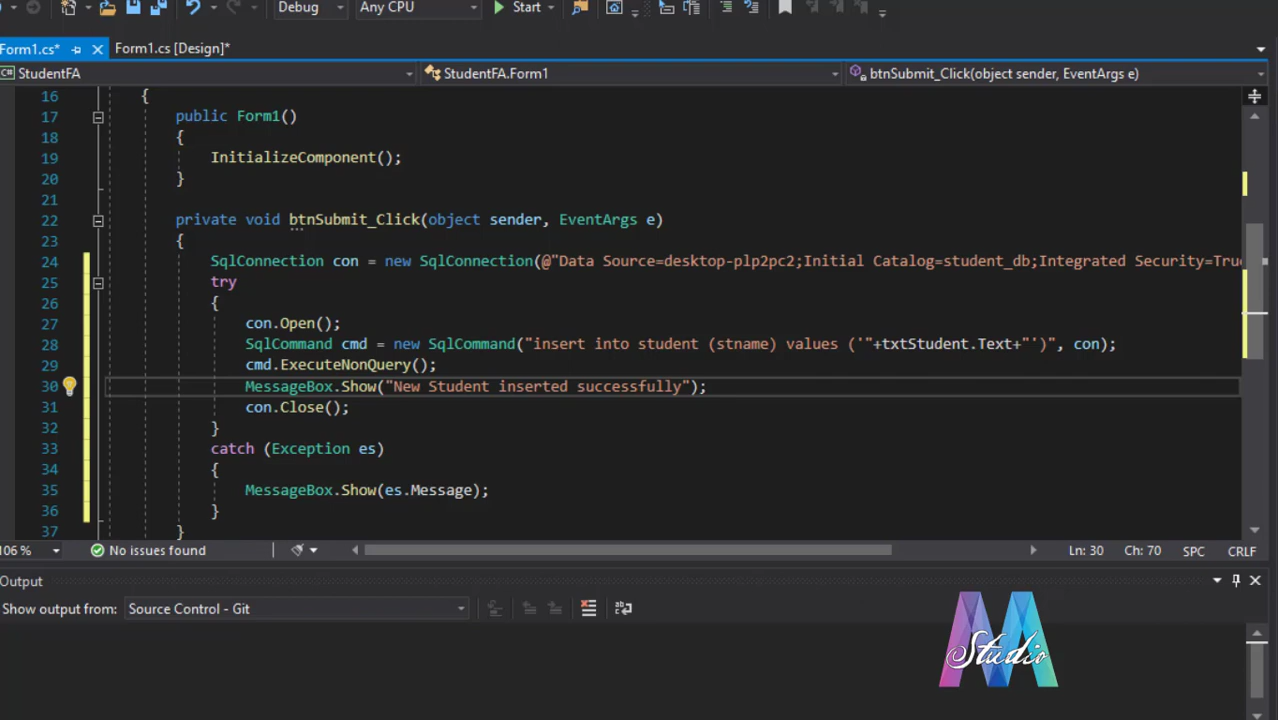 Debug Any CPU Start
Form1.cs* Form1.cs [Design]*
StudentFA StudentFA.Form1 btnSubmit_Click(object sender, EventArgs e)
16 {
17 public Form1()
18 {
19 InitializeComponent();
20 }
21
22 private void btnSubmit_Click(object sender, EventArgs e)
23 {
24 SqlConnection con = new SqlConnection(@"Data Source=desktop-plp2pc2;Initial Catalog=student_db;Integrated Security=True
25 try
26 {
27 con.Open();
28 SqlCommand cmd = new SqlCommand("insert into student (stname) values ('"+txtStudent.Text+"')", con);
29 cmd.ExecuteNonQuery();
30 MessageBox.Show("New Student inserted successfully");
31 con.Close();
32 }
33 catch (Exception es)
34 {
35 MessageBox.Show(es.Message);
36 }
37 }
106 % No issues found Ln: 30 Ch: 70 SPC CRLF
Output
Show output from: Source Control - Git
MA
Studio